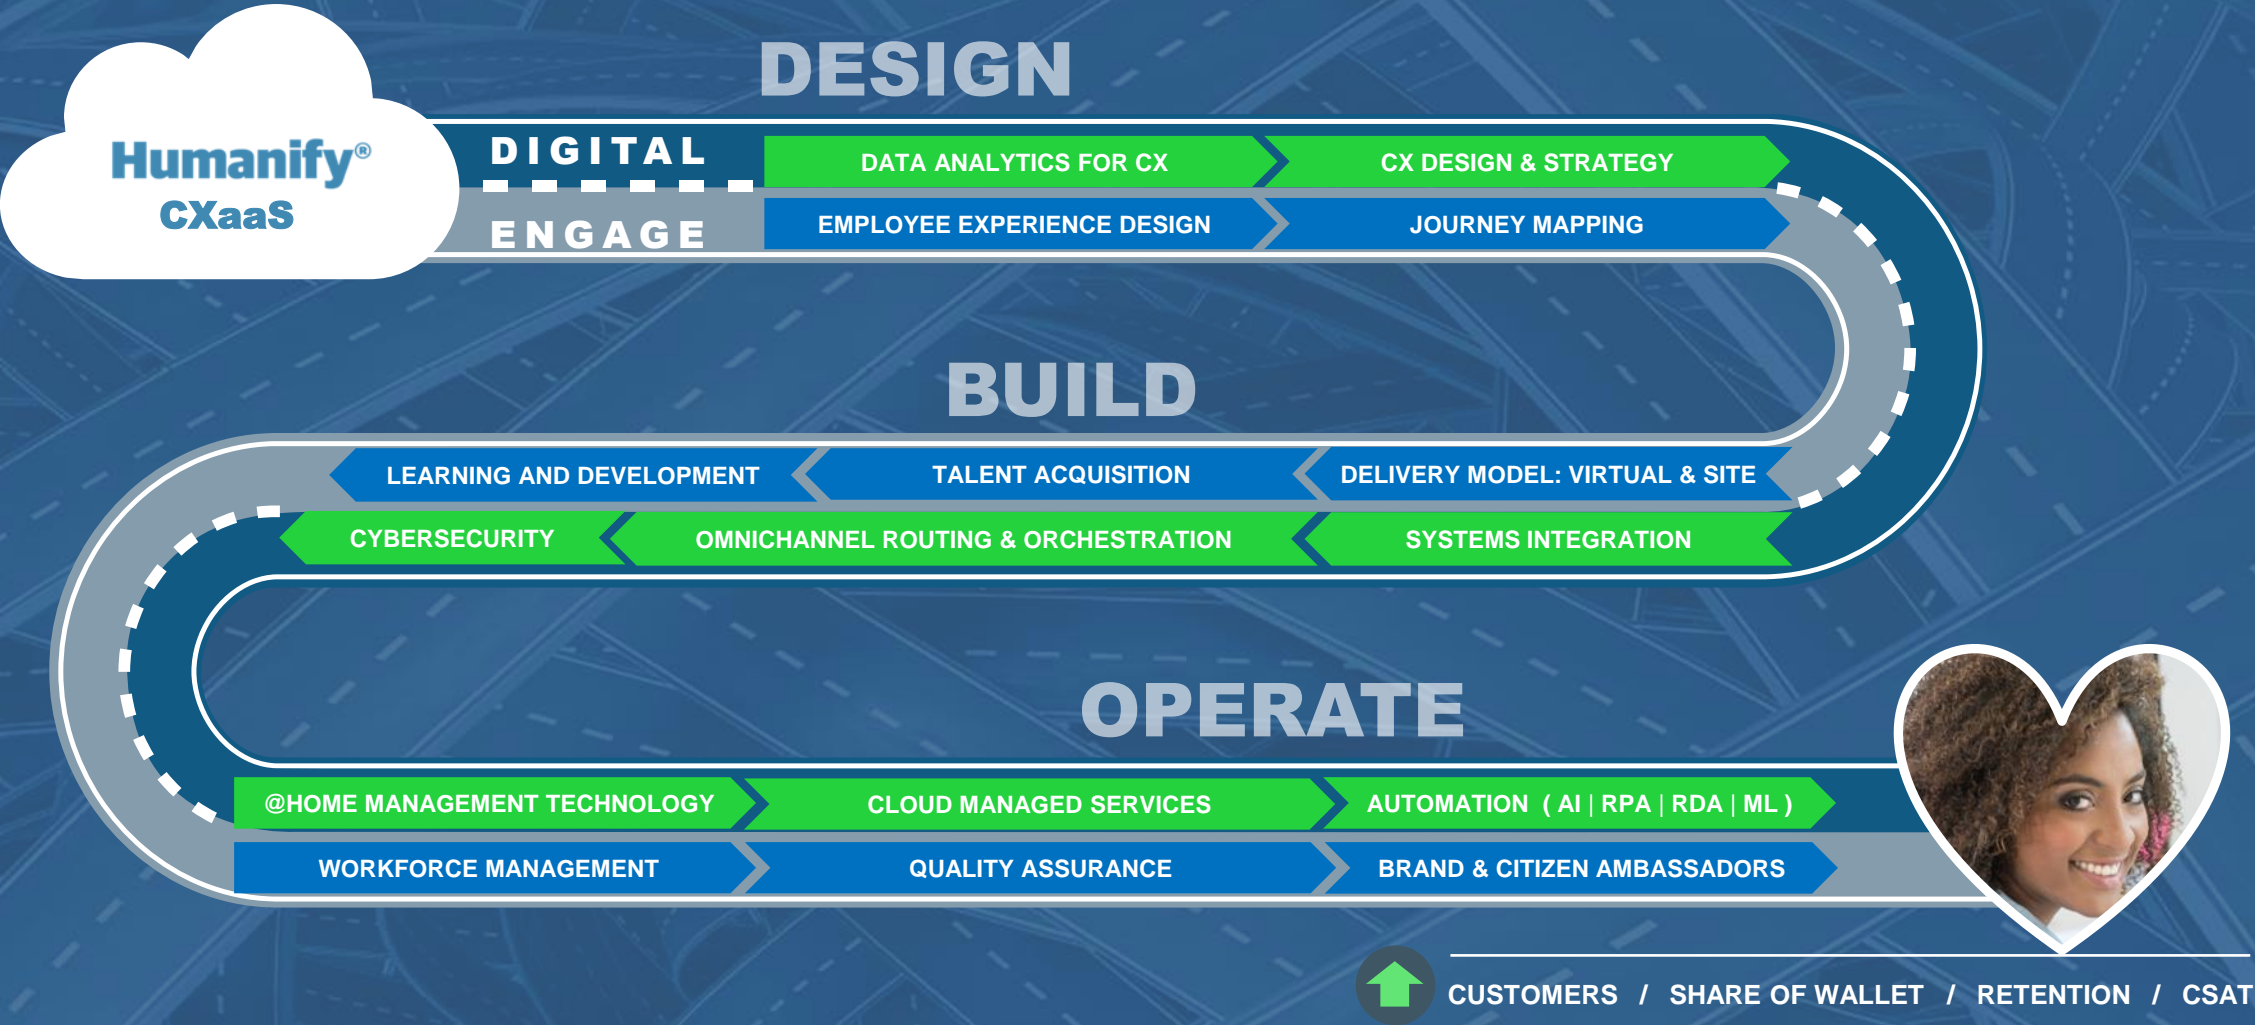 DESIGN
Humanify®
CXaaS
DIGITAL
DATA ANALYTICS FOR CX
CX DESIGN & STRATEGY
ENGAGE
EMPLOYEE EXPERIENCE DESIGN
JOURNEY MAPPING
BUILD
LEARNING AND DEVELOPMENT
TALENT ACQUISITION
DELIVERY MODEL: VIRTUAL & SITE
CYBERSECURITY
OMNICHANNEL ROUTING & ORCHESTRATION
SYSTEMS INTEGRATION
OPERATE
@HOME MANAGEMENT TECHNOLOGY
CLOUD MANAGED SERVICES
AUTOMATION ( AI | RPA | RDA | ML )
WORKFORCE MANAGEMENT
QUALITY ASSURANCE
BRAND & CITIZEN AMBASSADORS
CUSTOMERS / SHARE OF WALLET / RETENTION / CSAT